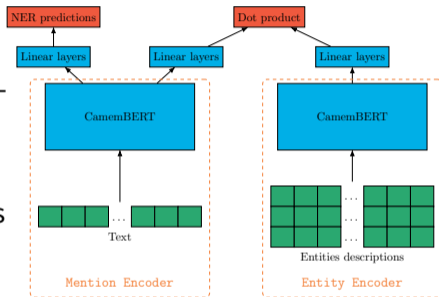 NER predictions
Dot product
Linear layers
Linear layers
Linear layers
CamemBERT
CamemBERT
...
Text
...
...
...
Entities descriptions
Mention Encoder
Entity Encoder
s